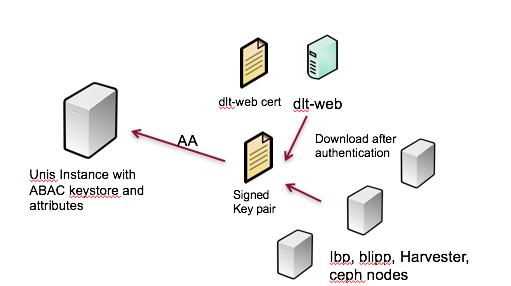 dlt-web cert
dlt-web
AA
Download after
authentication
Unis Instance with
ABAC keystore and
attributes
Signed
Key pair
lbp, blipp, Harvester,
ceph nodes